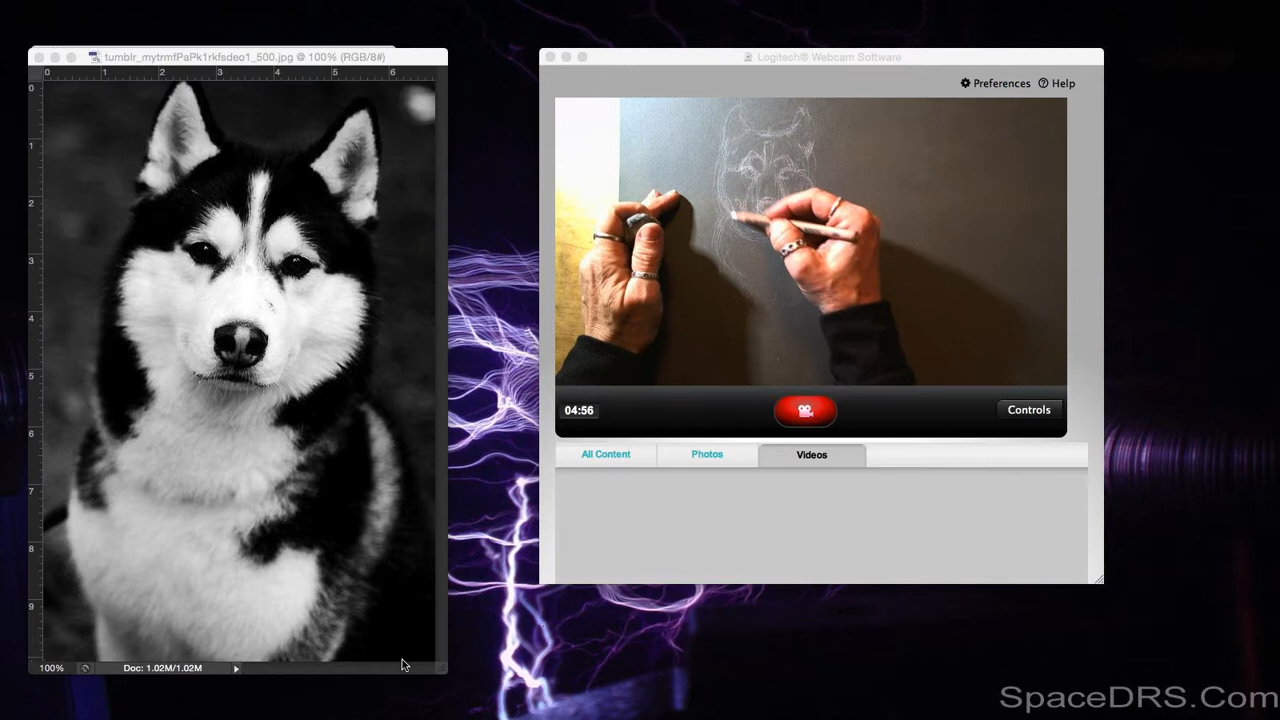 tumblr_mytrmfPaPk1rkfsdeo1_500.jpg @ 100% (RGB/8#)
0 1 2 3 4 5 6
0
1
2
3
4
5
6
7
8
9
100% Doc: 1.02M/1.02M
Logitech® Webcam Software
Preferences Help
04:56 Controls
All Content Photos Videos
SpaceDRS.Com